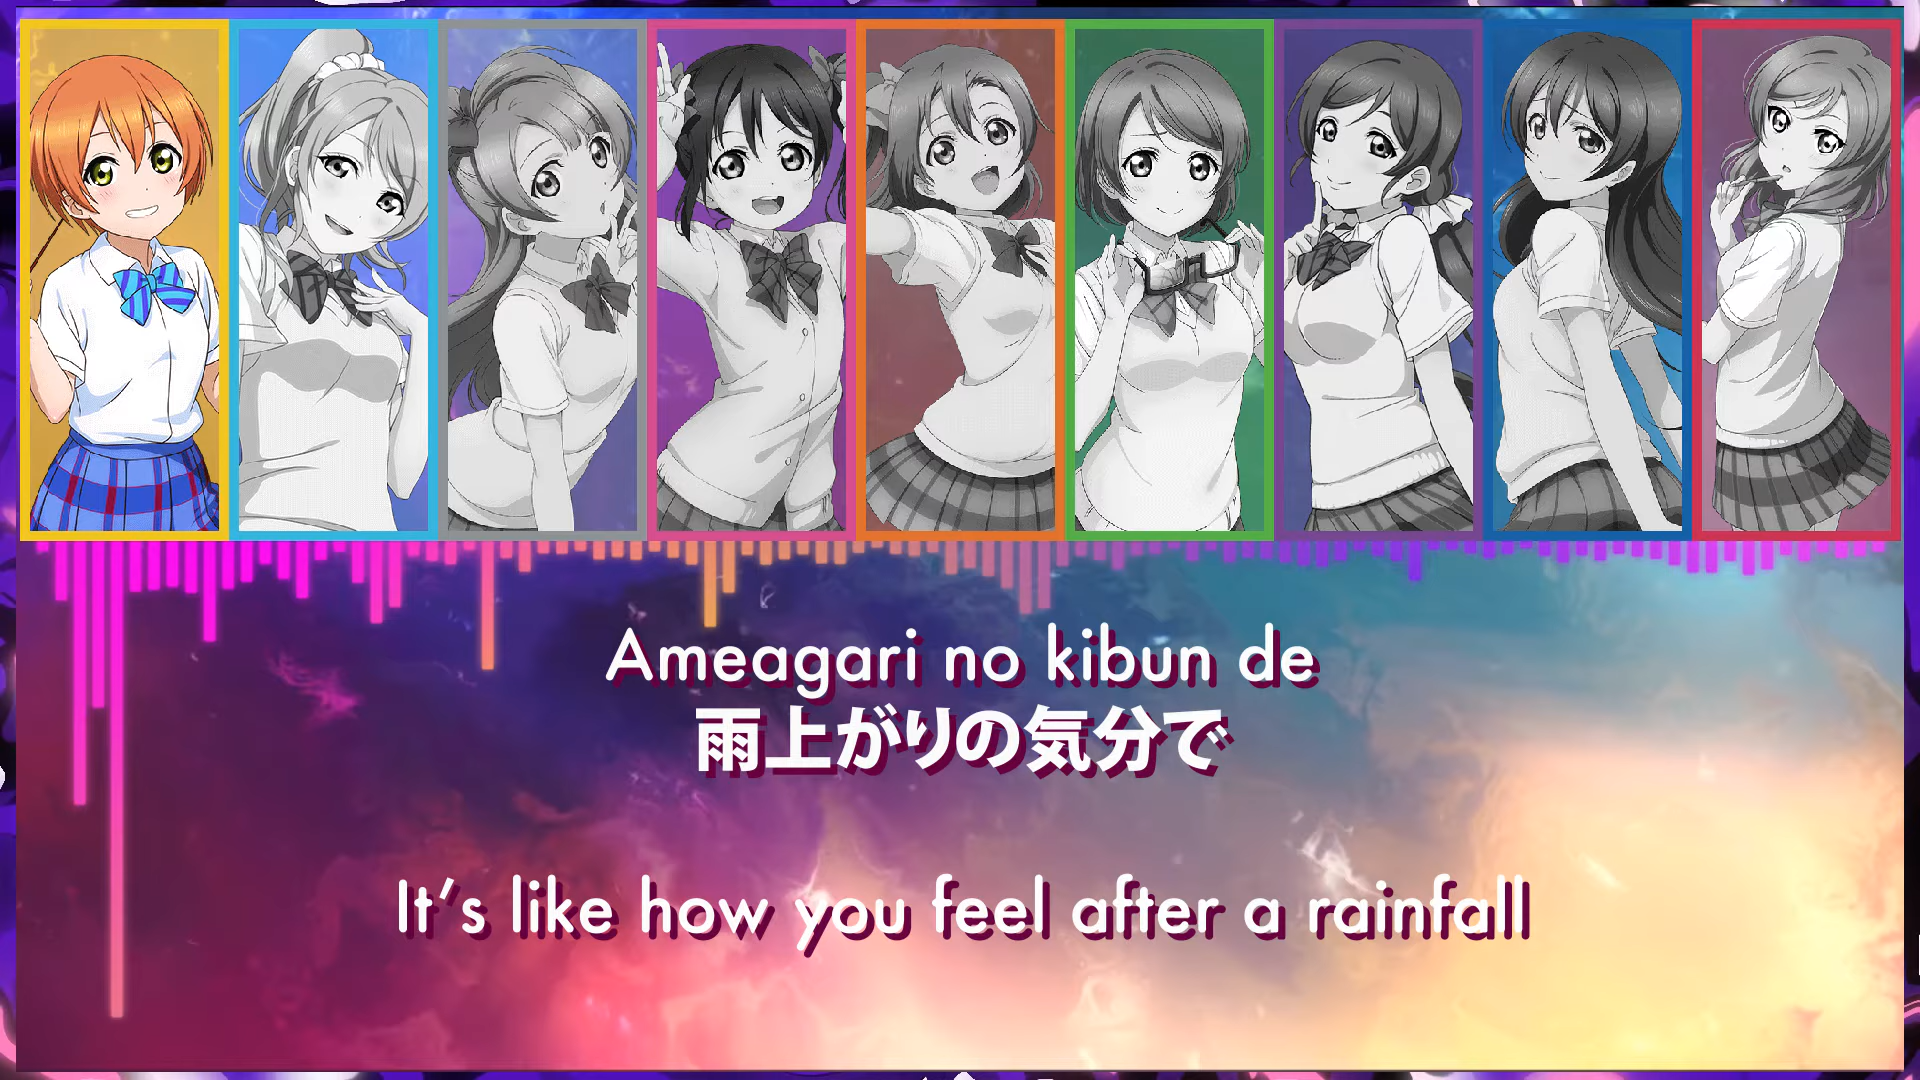 Ameagari no kibun de
雨上がりの気分で
It's like how you feel after a rainfall